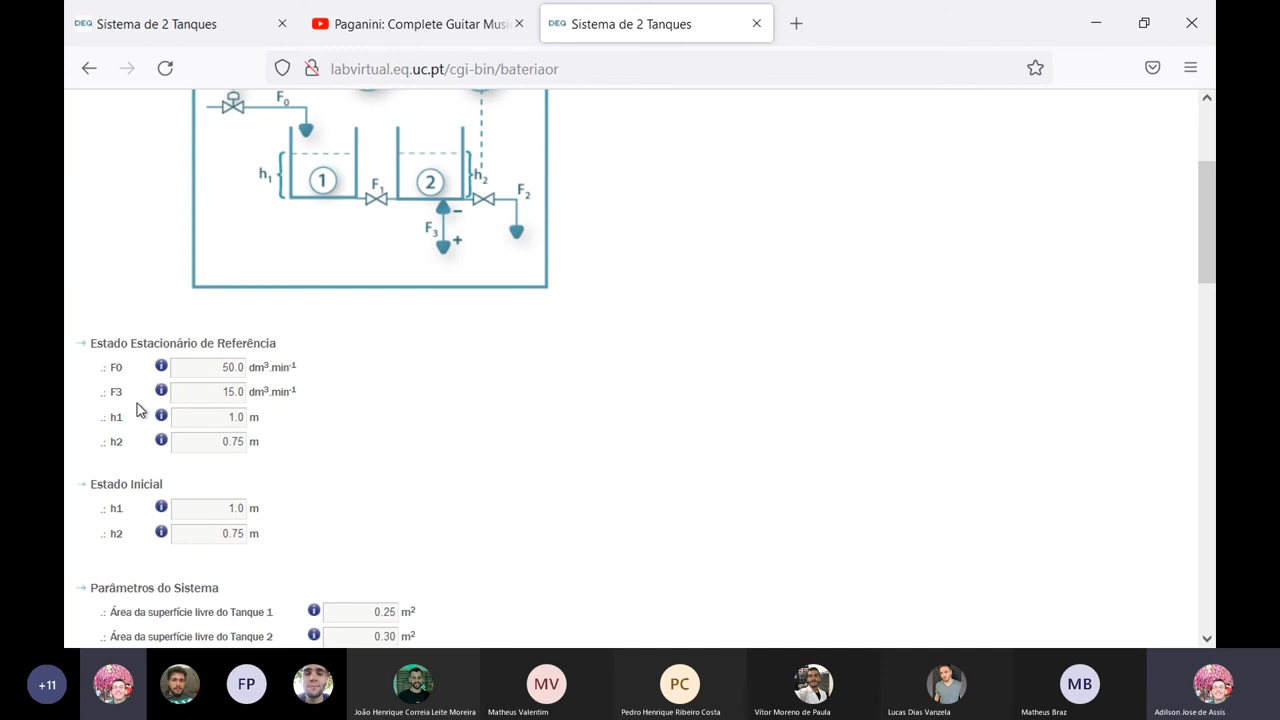 DEQ Sistema de 2 Tanques
Paganini: Complete Guitar Musi
DEQ Sistema de 2 Tanques
labvirtual.eq.uc.pt/cgi-bin/bateriaor
F0
h1
1
F1
2
h2
F2
F3
−
+
Estado Estacionário de Referência
.: F0 i 50.0 dm³.min⁻¹
.: F3 i 15.0 dm³.min⁻¹
.: h1 i 1.0 m
.: h2 i 0.75 m
Estado Inicial
.: h1 i 1.0 m
.: h2 i 0.75 m
Parâmetros do Sistema
.: Área da superfície livre do Tanque 1 i 0.25 m²
.: Área da superfície livre do Tanque 2 i 0.30 m²
+11
FP
João Henrique Correia Leite Moreira
MV
Matheus Valentim
PC
Pedro Henrique Ribeiro Costa
Vítor Moreno de Paula
Lucas Dias Vanzela
MB
Matheus Braz
Adilson Jose de Assis